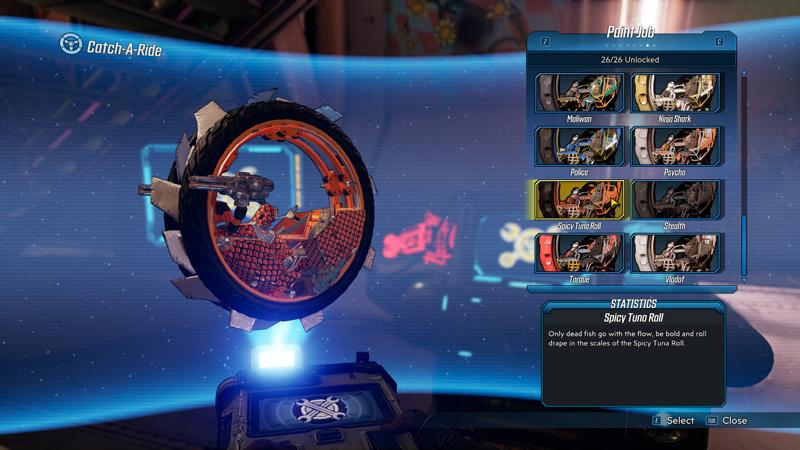 Catch-A-Ride
Paint Job
Z
C
26/26 Unlocked
Maliwan
Ninja Shark
Police
Psycho
Spicy Tuna Roll
Stealth
Torgue
Vladof
STATISTICS
Spicy Tuna Roll
Only dead fish go with the flow, be bold and roll
drape in the scales of the Spicy Tuna Roll.
E Select
Tab Close